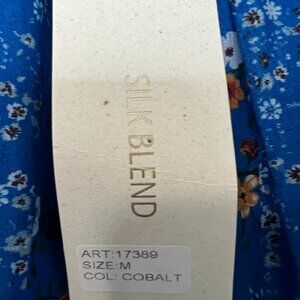 SILK BLEND
ART:17389
SIZE:M
COL: COBALT